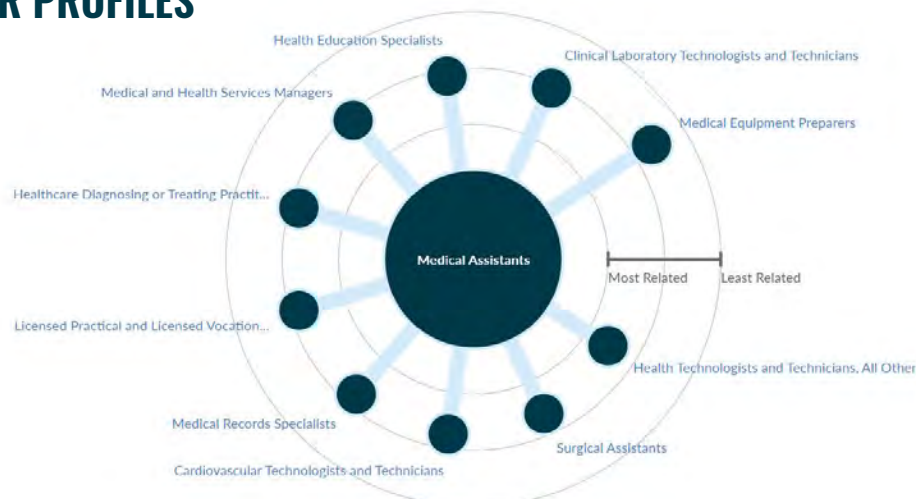 R PROFILES
Health Education Specialists
Clinical Laboratory Technologists and Technicians
Medical and Health Services Managers
Medical Equipment Preparers
Healthcare Diagnosing or Treating Practit...
Medical Assistants
Most Related
Least Related
Licensed Practical and Licensed Vocation...
Health Technologists and Technicians, All Other
Medical Records Specialists
Surgical Assistants
Cardiovascular Technologists and Technicians